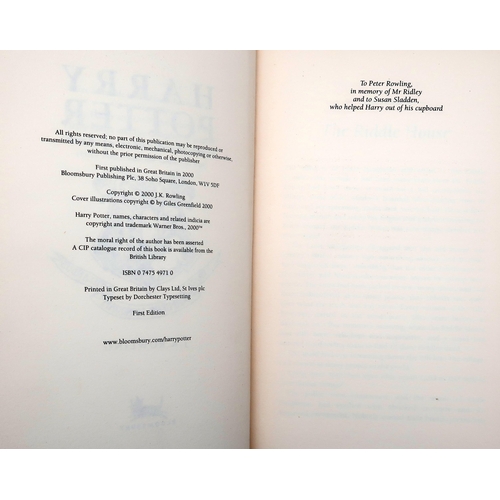 HARRY
POTTER
All rights reserved; no part of this publication may be reproduced or
transmitted by any means, electronic, mechanical, photocopying or otherwise,
without the prior permission of the publisher
First published in Great Britain in 2000
Bloomsbury Publishing Plc, 38 Soho Square, London, W1V 5DF
Copyright © 2000 J.K. Rowling
Cover illustrations copyright © by Giles Greenfield 2000
Harry Potter, names, characters and related indicia are
copyright and trademark Warner Bros., 2000™
The moral right of the author has been asserted
A CIP catalogue record of this book is available from the
British Library
ISBN 0 7475 4971 0
Printed in Great Britain by Clays Ltd, St Ives plc
Typeset by Dorchester Typesetting
First Edition
www.bloomsbury.com/harrypotter
To Peter Rowling,
in memory of Mr Ridley
and to Susan Sladden,
who helped Harry out of his cupboard